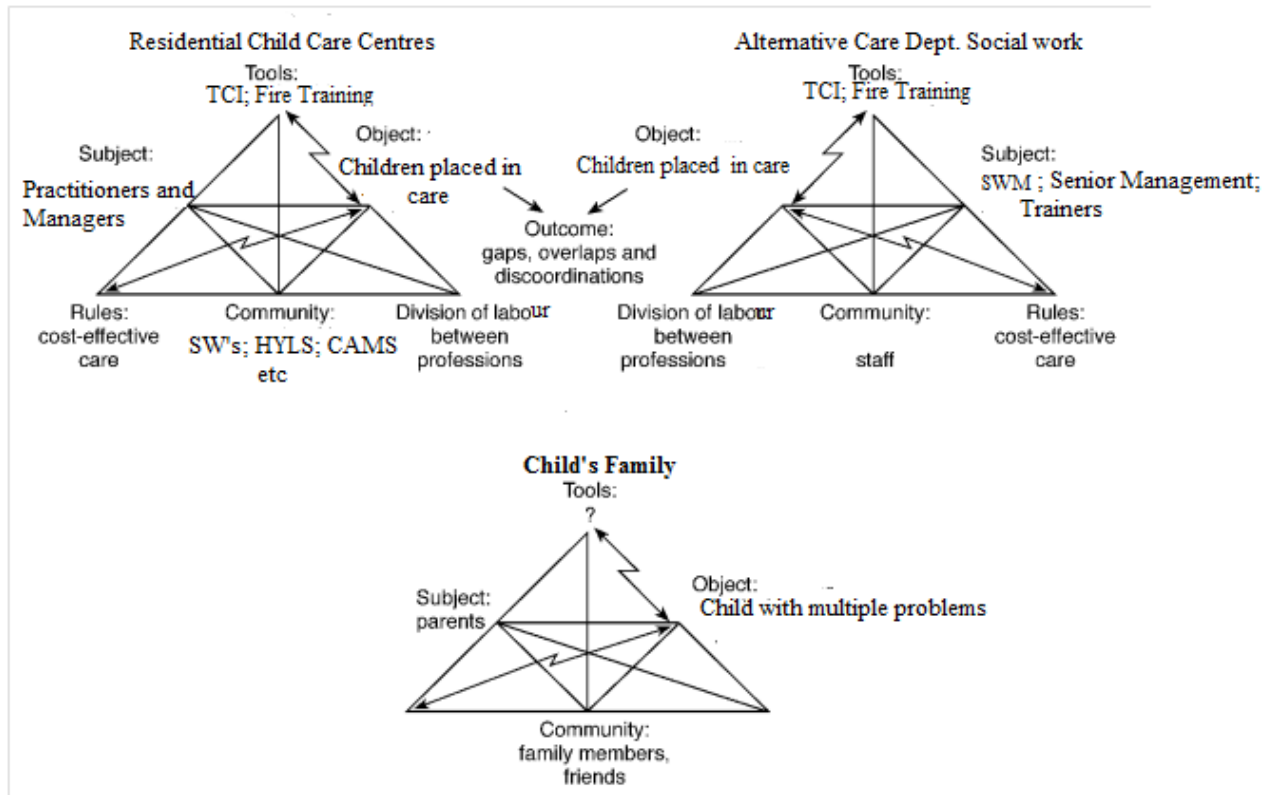 Residential Child Care Centres
Tools:
TCI; Fire Training
Subject:
Practitioners and
Managers
Object:
Children placed in
care
Rules:
cost-effective
care
Community:
SW's; HYLS; CAMS
etc
Division of labour
between
professions
Outcome:
gaps, overlaps and
discoordinations
Alternative Care Dept. Social work
Tools:
TCI; Fire Training
Object:
Children placed in care
Subject:
SWM ; Senior Management;
Trainers
Division of labour
between
professions
Community:
staff
Rules:
cost-effective
care
Child's Family
Tools:
?
Subject:
parents
Object:
Child with multiple problems
Community:
family members,
friends